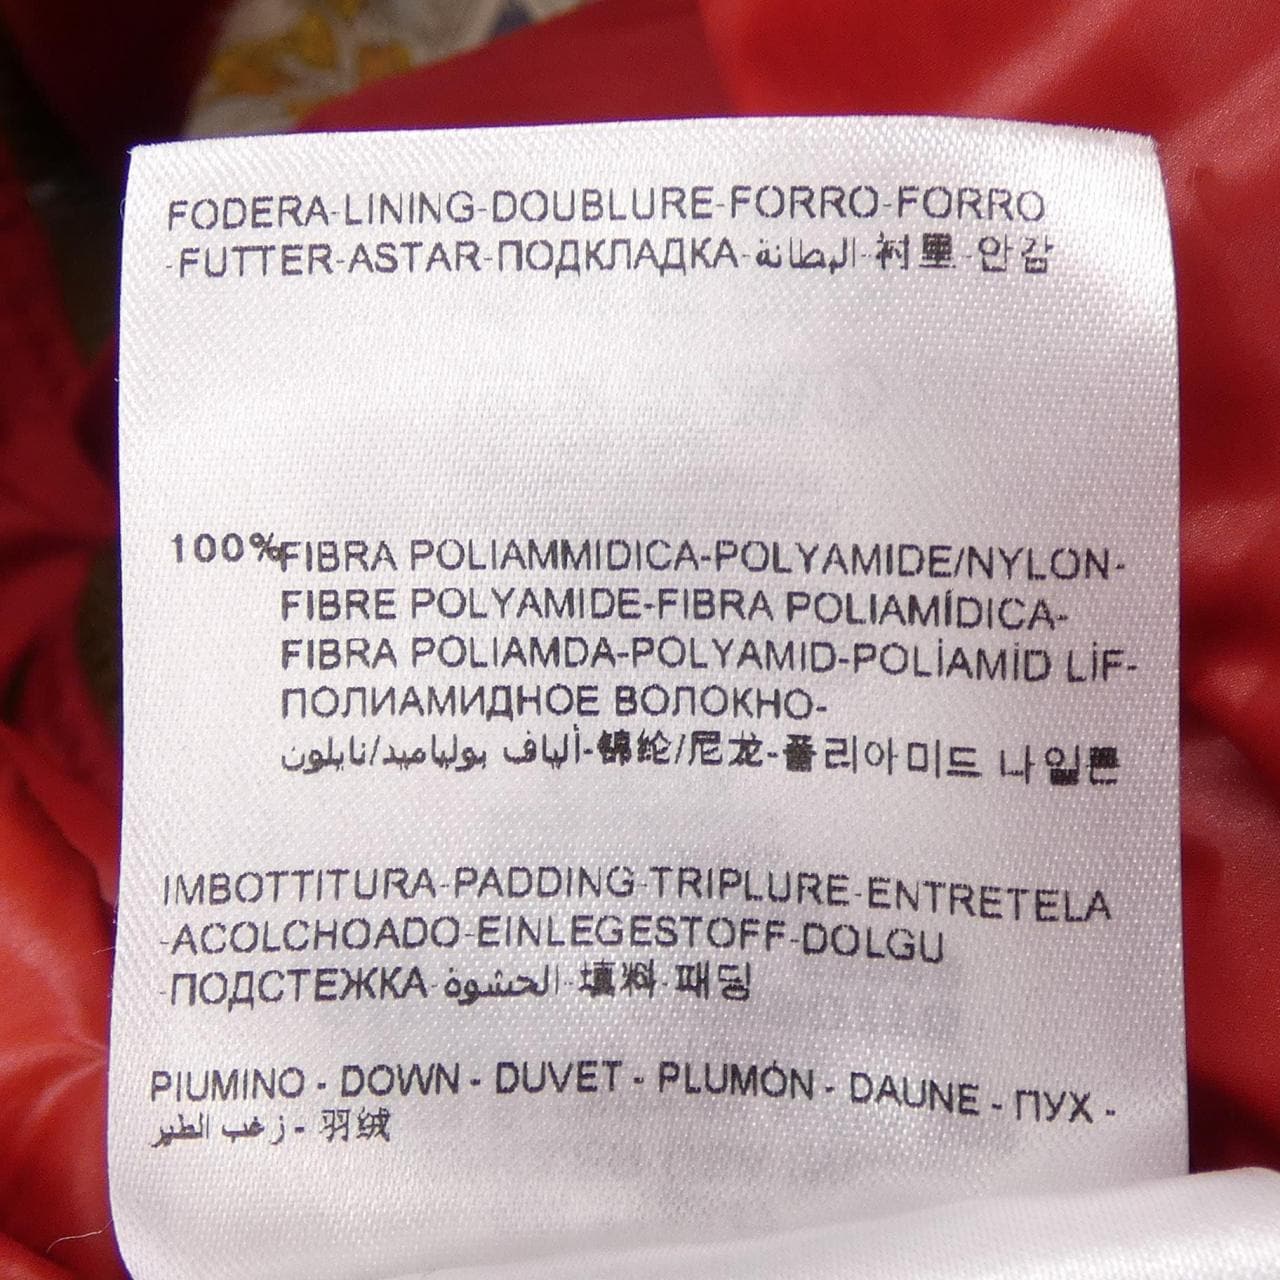 FODERA-LINING-DOUBLURE-FORRO-FORRO
-FUTTER-ASTAR-ПОДКЛАДКА-البطانة-衬里-안감
100%FIBRA POLIAMMIDICA-POLYAMIDE/NYLON-
FIBRE POLYAMIDE-FIBRA POLIAMÍDICA-
FIBRA POLIAMDA-POLYAMID-POLİAMİD LİF-
ПОЛИАМИДНОЕ ВОЛОКНО-
ألياف بولياميد/نايلون-锦纶/尼龙-폴리아미드 나일론
IMBOTTITURA-PADDING-TRIPLURE-ENTRETELA
-ACOLCHOADO-EINLEGESTOFF-DOLGU
-ПОДСТЕЖКА-الحشوة-填料-패딩
PIUMINO - DOWN - DUVET - PLUMÓN - DAUNE - ПУХ -
زغب الطير - 羽绒